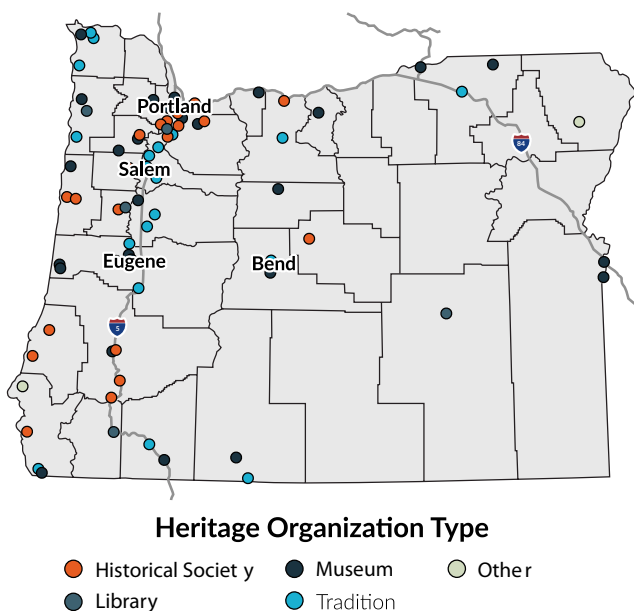 Portland
84
Salem
Eugene
Bend
5
Heritage Organization Type
Historical Societ y
Museum
Othe r
Library
Tradition